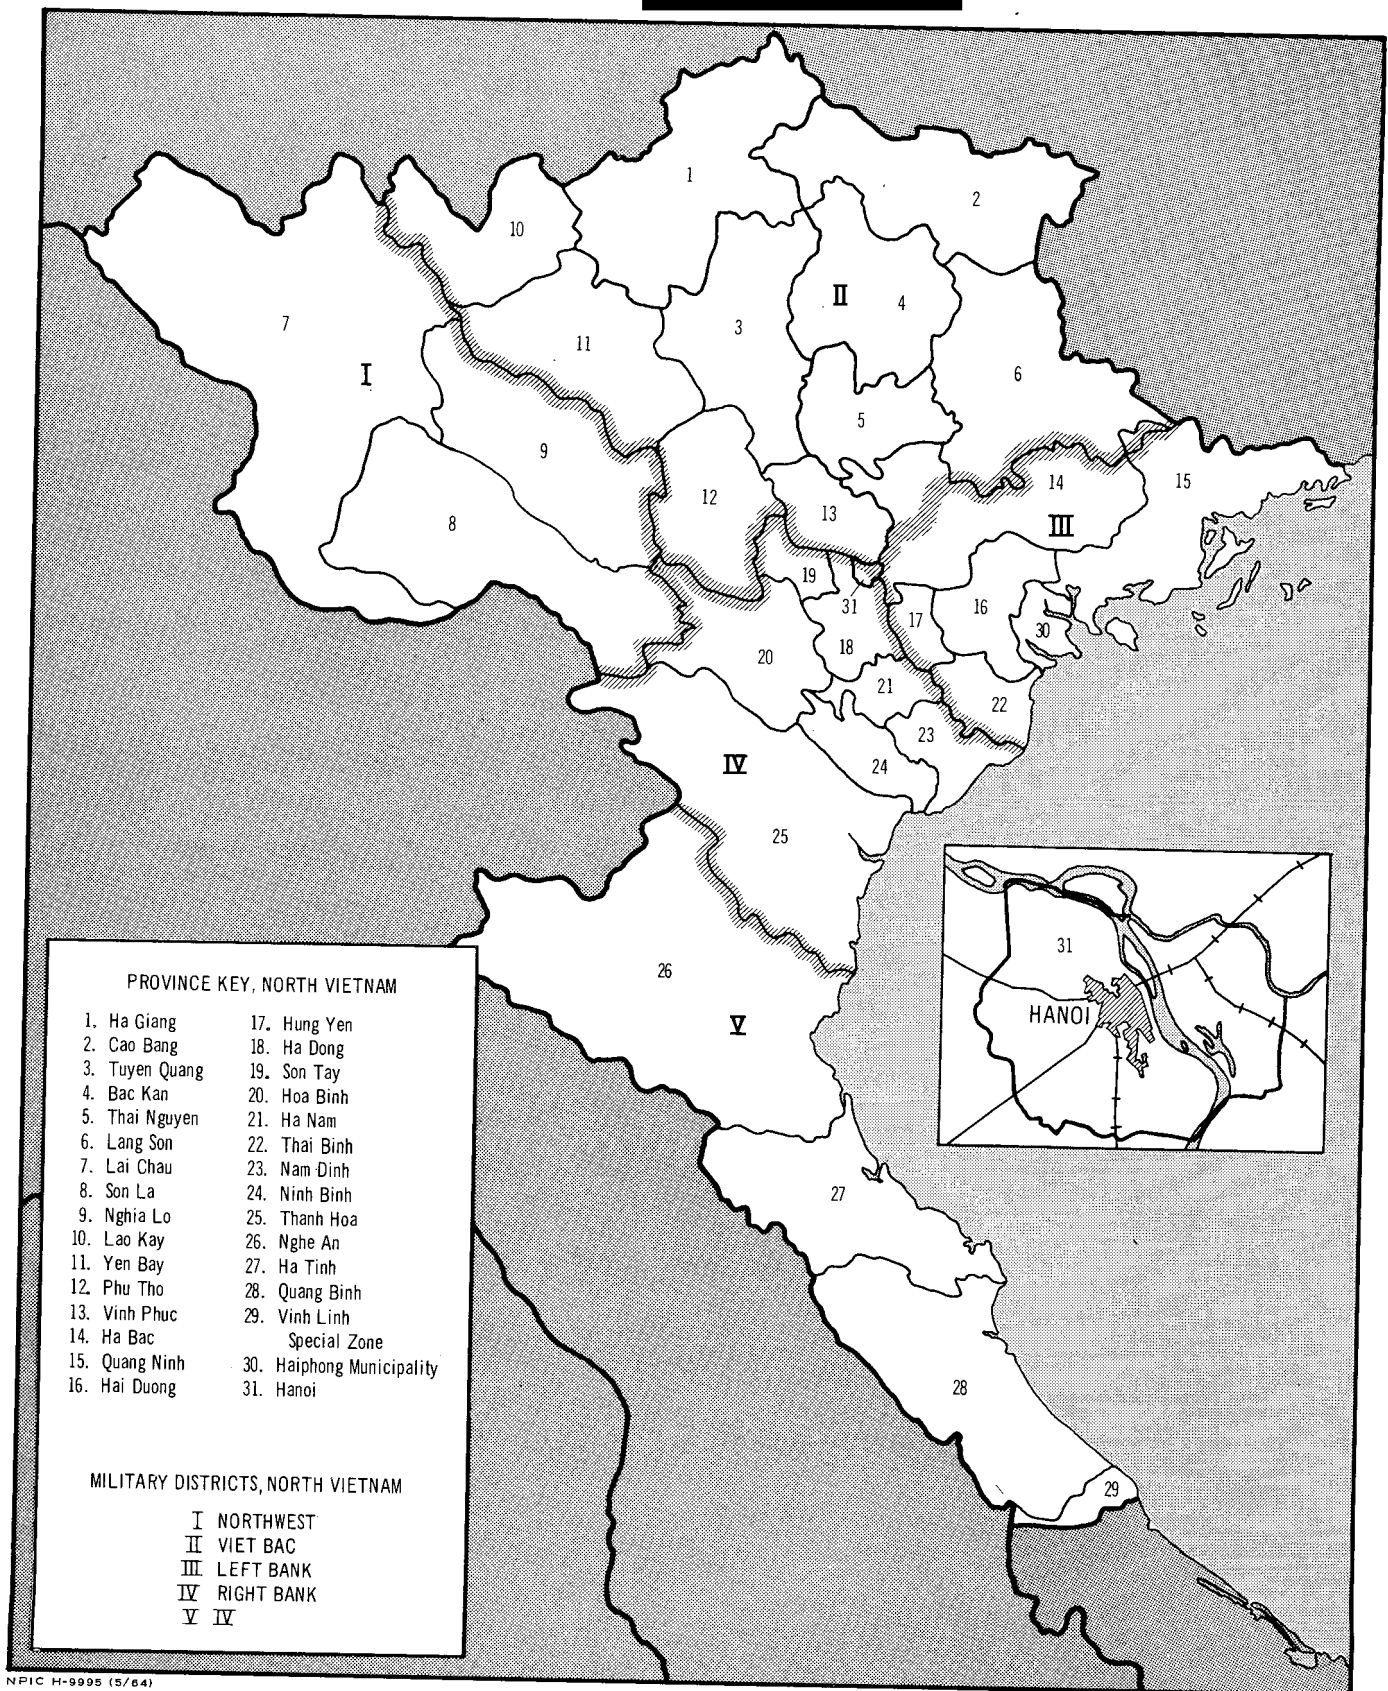 1
2
10
II
4
7
3
11
6
I
5
9
14
15
12
13
8
III
19
31
16
17
30
18
20
21
22
23
IV
24
25
31
HANOI
26
V
27
28
29
PROVINCE KEY, NORTH VIETNAM
1. Ha Giang
2. Cao Bang
3. Tuyen Quang
4. Bac Kan
5. Thai Nguyen
6. Lang Son
7. Lai Chau
8. Son La
9. Nghia Lo
10. Lao Kay
11. Yen Bay
12. Phu Tho
13. Vinh Phuc
14. Ha Bac
15. Quang Ninh
16. Hai Duong
17. Hung Yen
18. Ha Dong
19. Son Tay
20. Hoa Binh
21. Ha Nam
22. Thai Binh
23. Nam Dinh
24. Ninh Binh
25. Thanh Hoa
26. Nghe An
27. Ha Tinh
28. Quang Binh
29. Vinh Linh
Special Zone
30. Haiphong Municipality
31. Hanoi
MILITARY DISTRICTS, NORTH VIETNAM
I NORTHWEST
II VIET BAC
III LEFT BANK
IV RIGHT BANK
V IV
NPIC H-9995 (5/64)